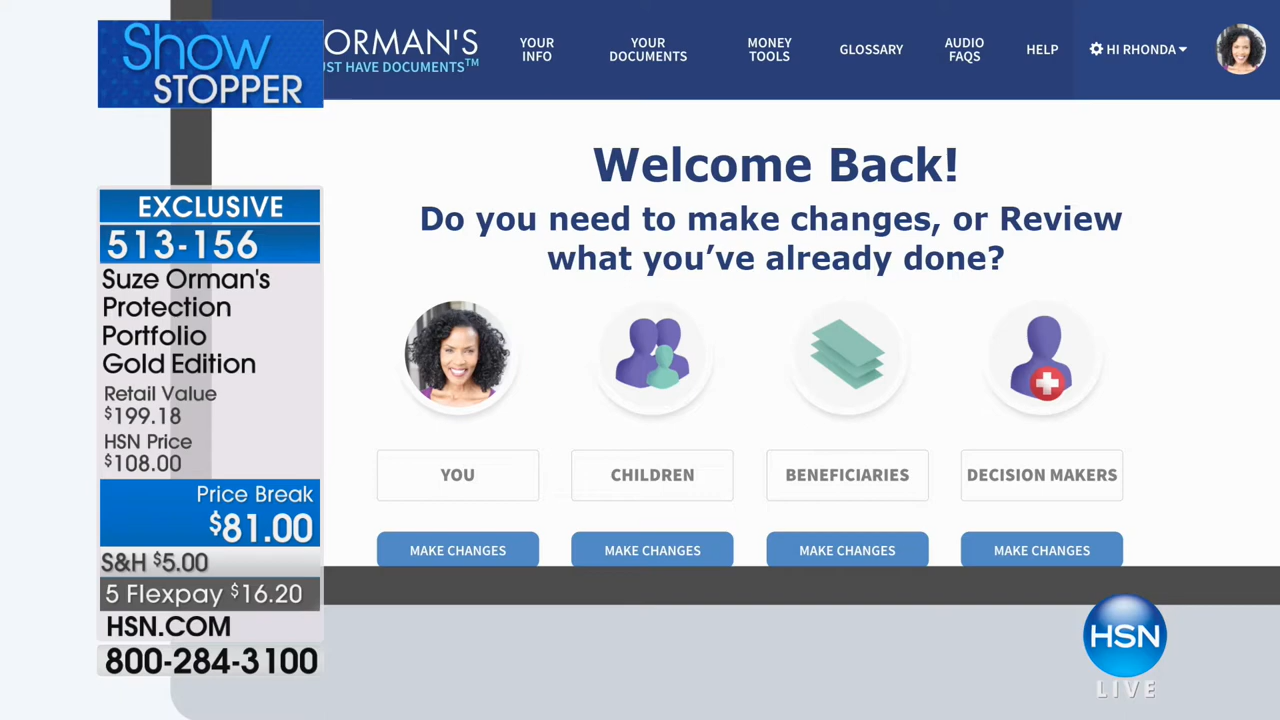 Show
STOPPER
EXCLUSIVE
513-156
Suze Orman's
Protection
Portfolio
Gold Edition
Retail Value
$199.18
HSN Price
$108.00
Price Break
$81.00
S&H $5.00
5 Flexpay $16.20
HSN.COM
800-284-3100
ORMAN'S
UST HAVE DOCUMENTS™
YOUR
INFO
YOUR
DOCUMENTS
MONEY
TOOLS
GLOSSARY
AUDIO
FAQS
HELP
HI RHONDA
Welcome Back!
Do you need to make changes, or Review
what you’ve already done?
YOU
CHILDREN
BENEFICIARIES
DECISION MAKERS
MAKE CHANGES
MAKE CHANGES
MAKE CHANGES
MAKE CHANGES
HSN
LIVE